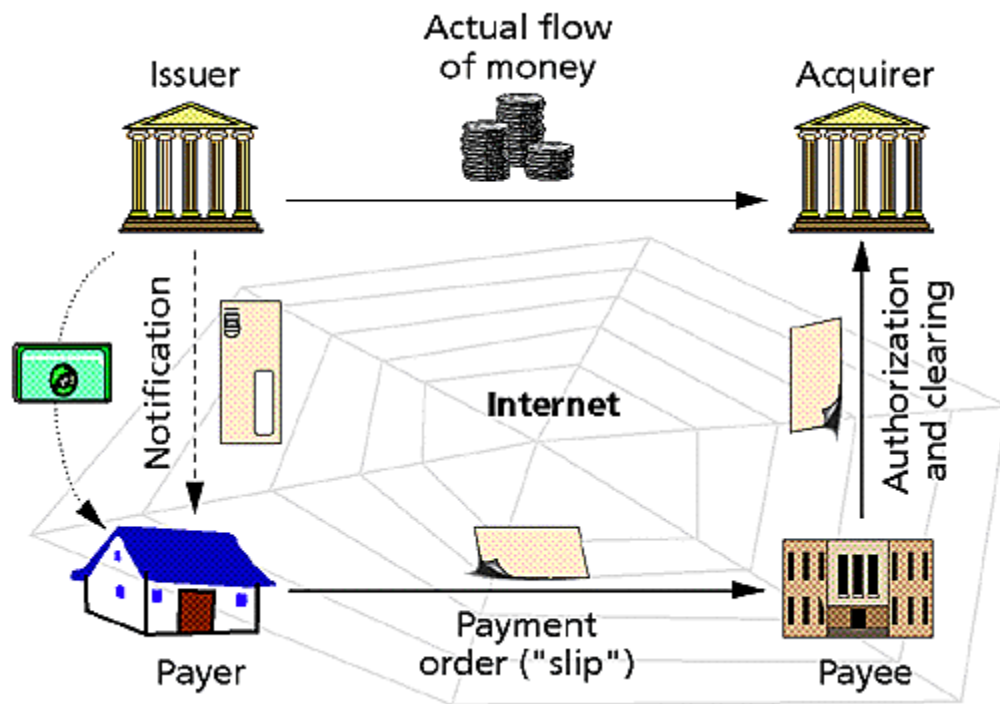 Actual flow
of money
Issuer
Acquirer
Notification
Internet
Authorization
and clearing
Payment
order ("slip")
Payer
Payee